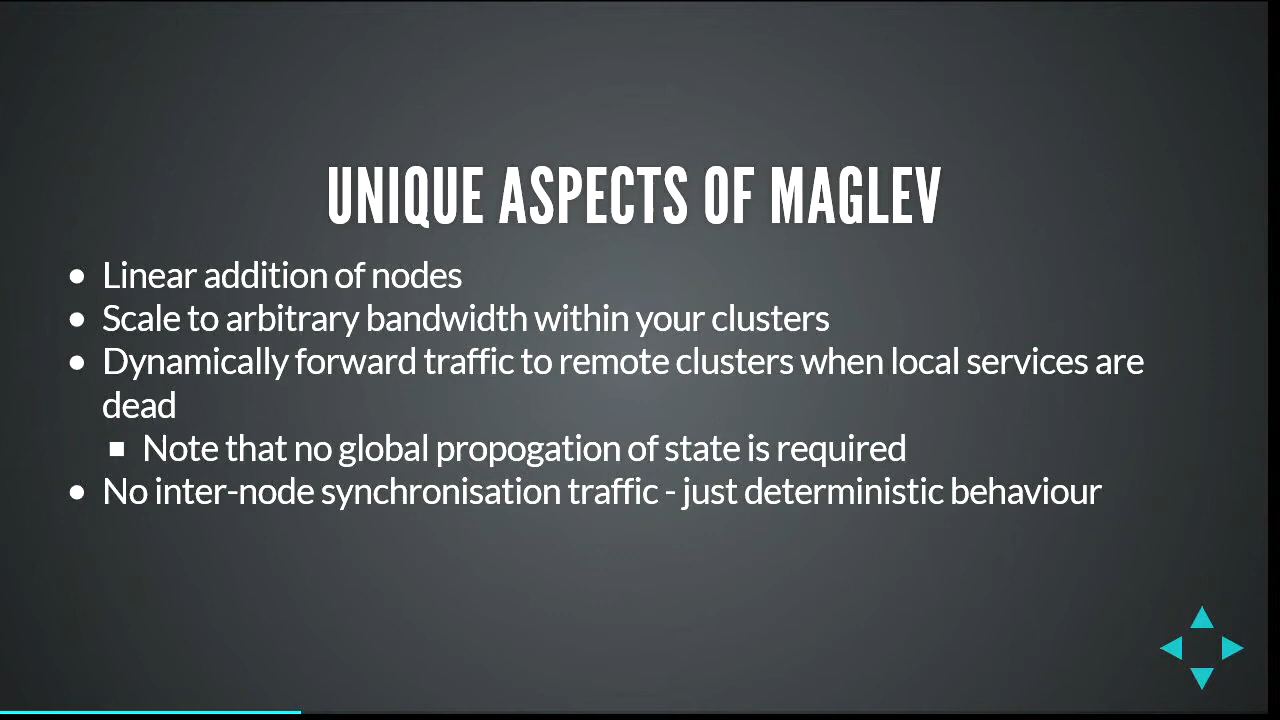 UNIQUE ASPECTS OF MAGLEV
Linear addition of nodes
Scale to arbitrary bandwidth within your clusters
Dynamically forward traffic to remote clusters when local services are
dead
Note that no global propogation of state is required
No inter-node synchronisation traffic - just deterministic behaviour